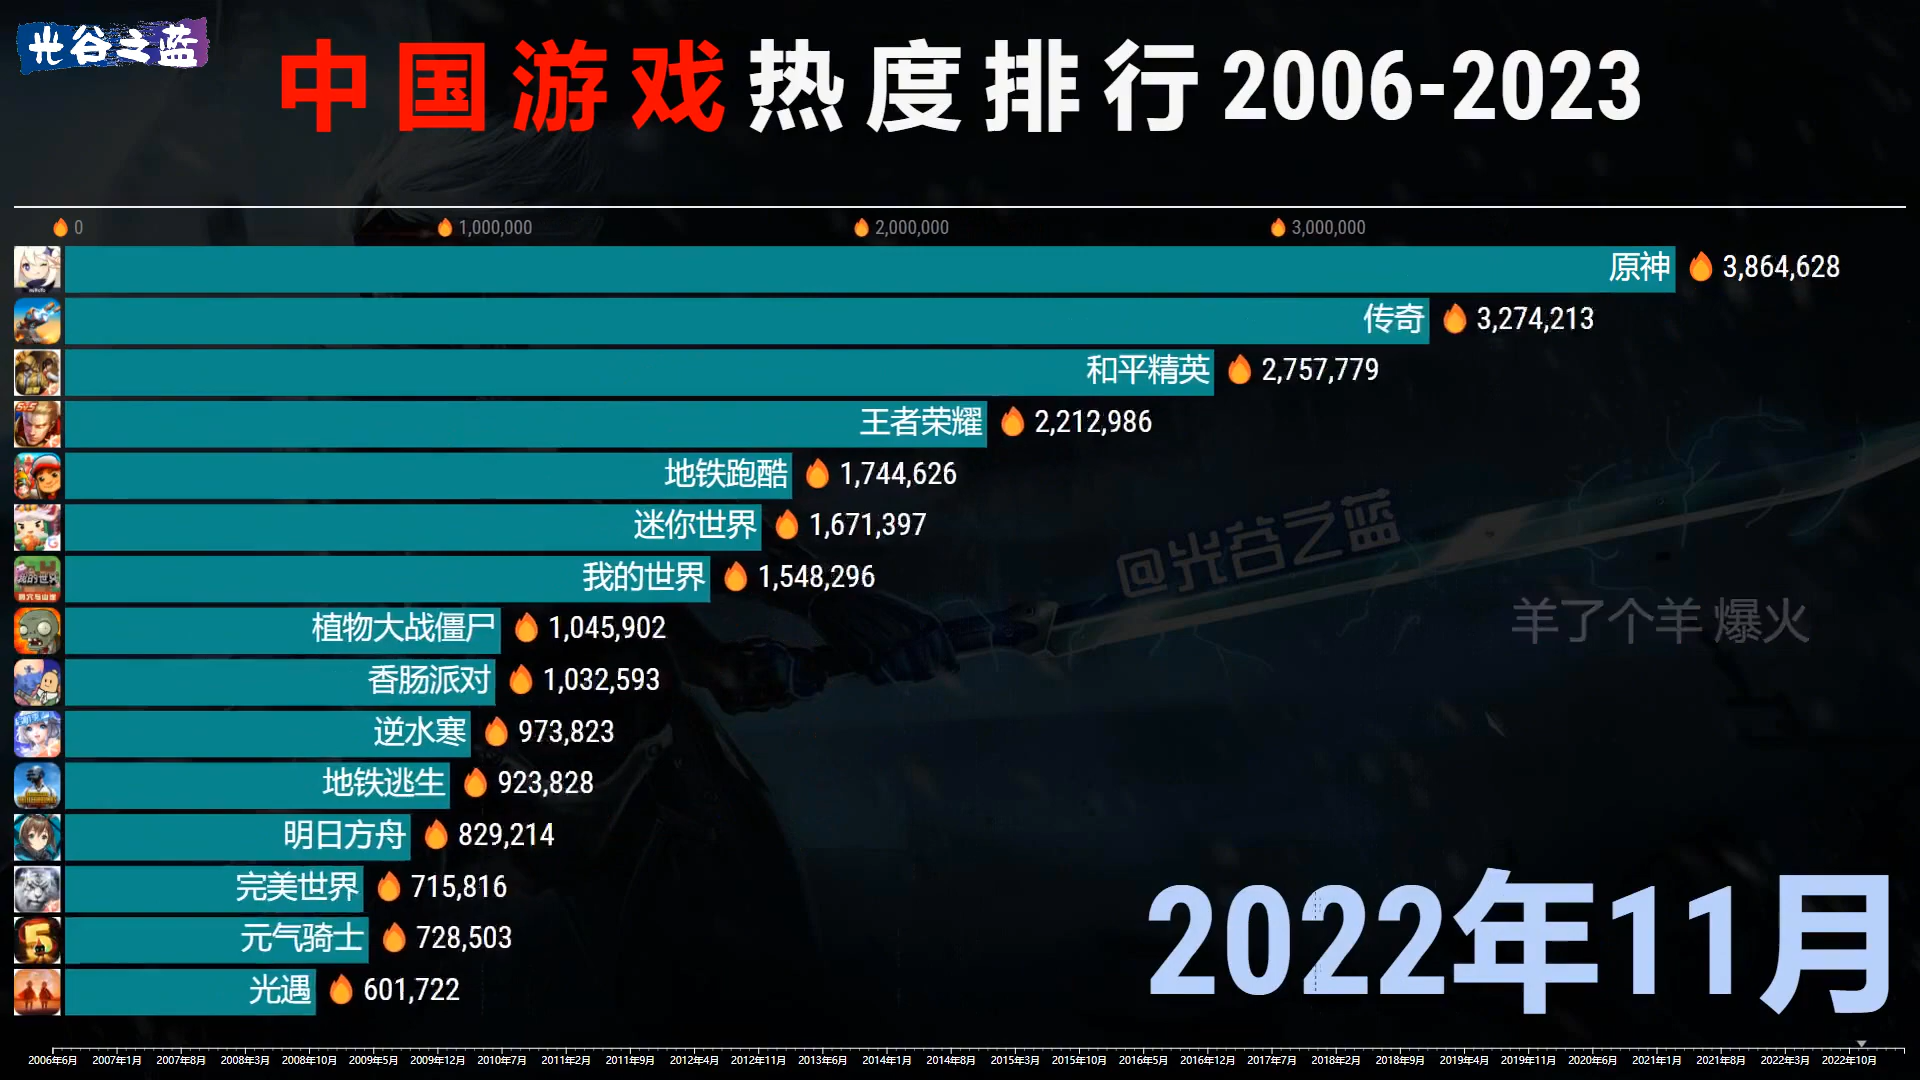 光谷之蓝
中国游戏热度排行2006-2023
0 1,000,000 2,000,000 3,000,000
原神 3,864,628
传奇 3,274,213
和平精英 2,757,779
王者荣耀 2,212,986
地铁跑酷 1,744,626
迷你世界 1,671,397
我的世界 1,548,296
@光谷之蓝
植物大战僵尸 1,045,902
羊了个羊 爆火
香肠派对 1,032,593
逆水寒 973,823
地铁逃生 923,828
明日方舟 829,214
完美世界 715,816
元气骑士 728,503
光遇 601,722
2022年11月
2006年6月 2007年1月 2007年8月 2008年3月 2008年10月 2009年5月 2009年12月 2010年7月 2011年2月 2011年9月 2012年4月 2012年11月 2013年6月 2014年1月 2014年8月 2015年3月 2015年10月 2016年5月 2016年12月 2017年7月 2018年2月 2018年9月 2019年4月 2019年11月 2020年6月 2021年1月 2021年8月 2022年3月 2022年10月